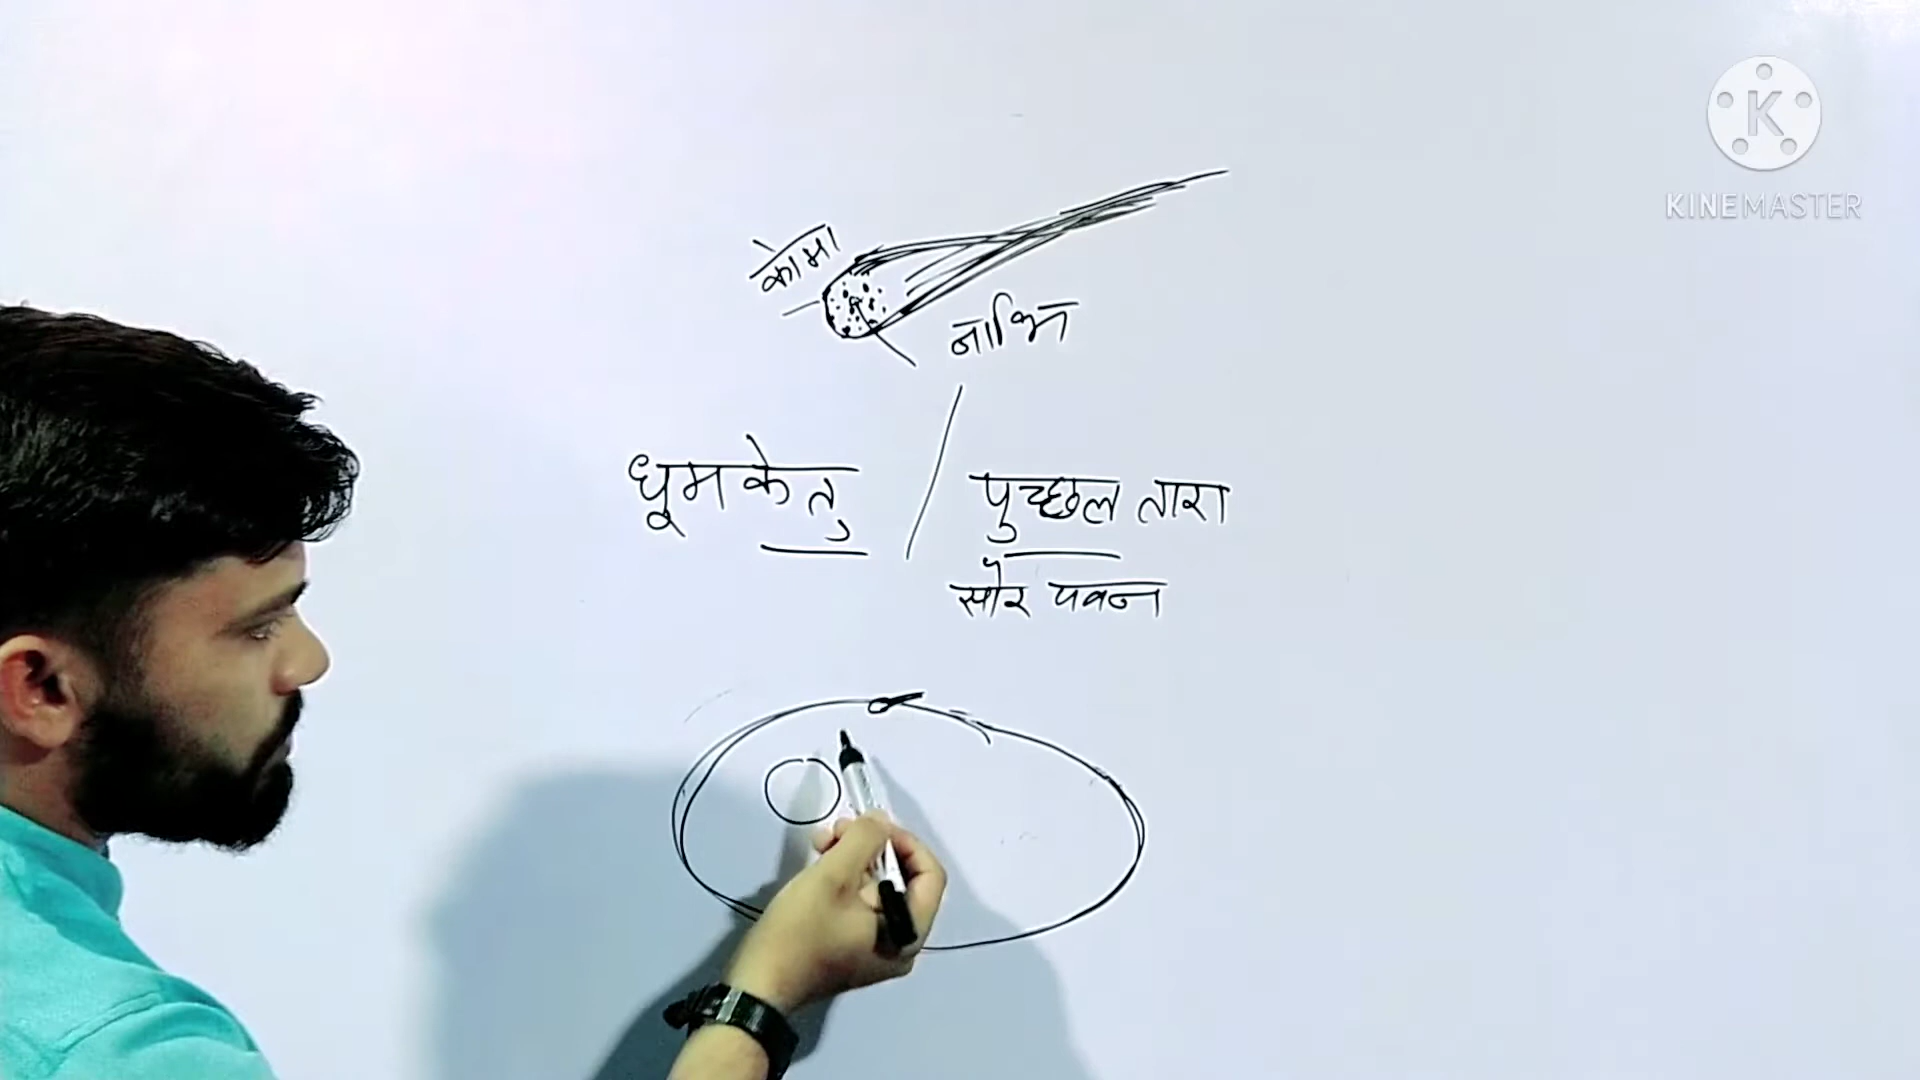 K
KINEMASTER
कोमा
नाभि
धूमकेतु / पुच्छल तारा
सौर पवन